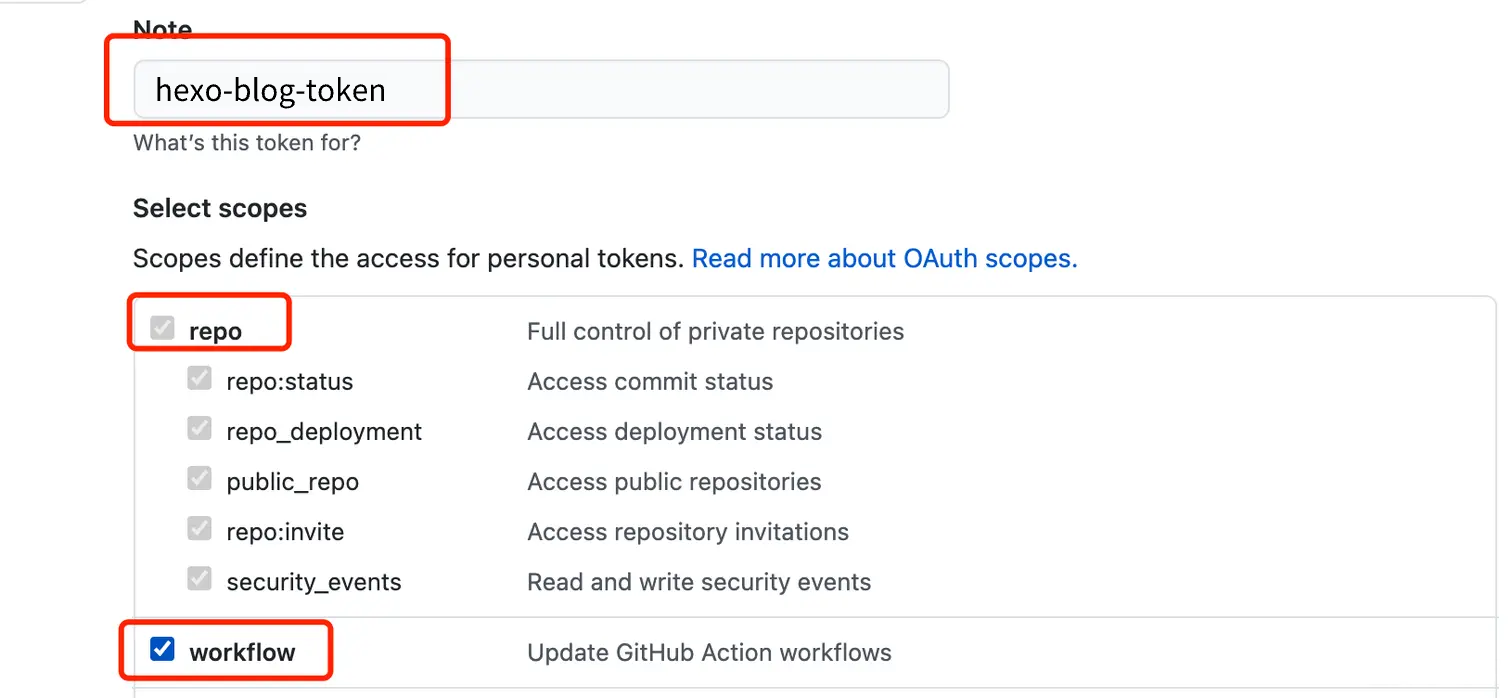 Note
hexo-blog-token
What's this token for?
Select scopes
Scopes define the access for personal tokens. Read more about OAuth scopes.
repo Full control of private repositories
repo:status Access commit status
repo_deployment Access deployment status
public_repo Access public repositories
repo:invite Access repository invitations
security_events Read and write security events
workflow Update GitHub Action workflows